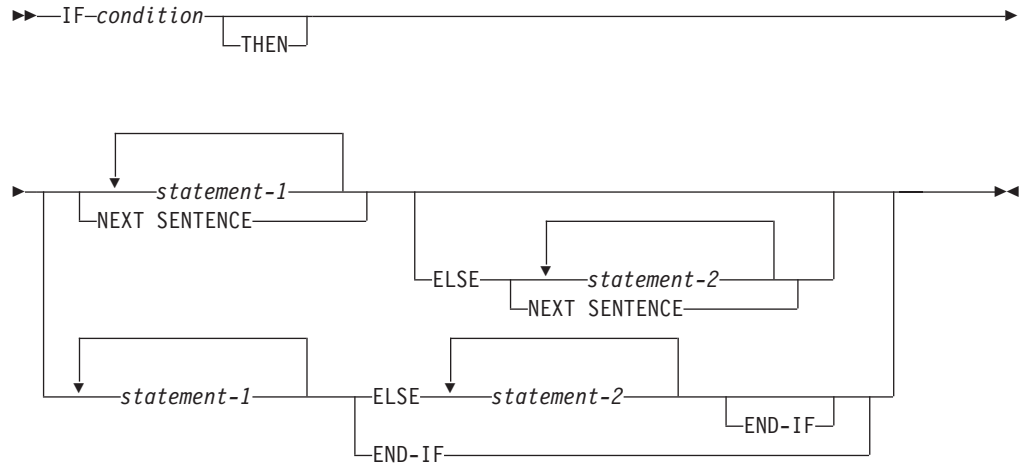 IF condition
THEN
statement-1
NEXT SENTENCE
ELSE statement-2
NEXT SENTENCE
statement-1 ELSE statement-2
END-IF
END-IF